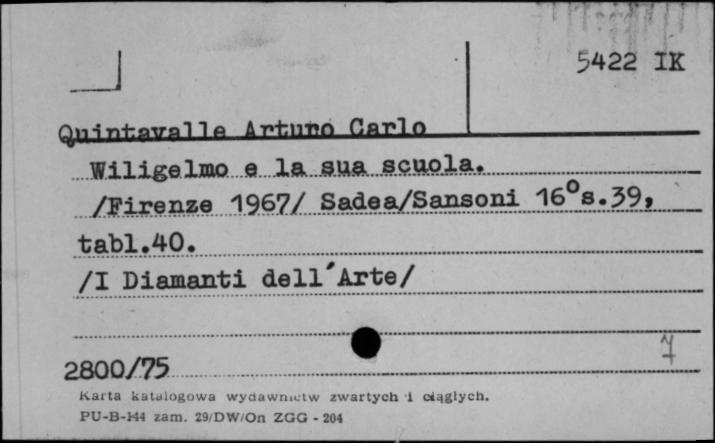 5422 IK
Quintavalle Arturo Carlo
Wiligelmo e la sua scuola.
/Firenze 1967/ Sadea/Sansoni 16°s.39,
tabl.40.
/I Diamanti dell'Arte/
7
2800/75
Karta katalogowa wydawnictw zwartych i ciągłych.
PU-B-144 zam. 29/DW/On ZGG - 204